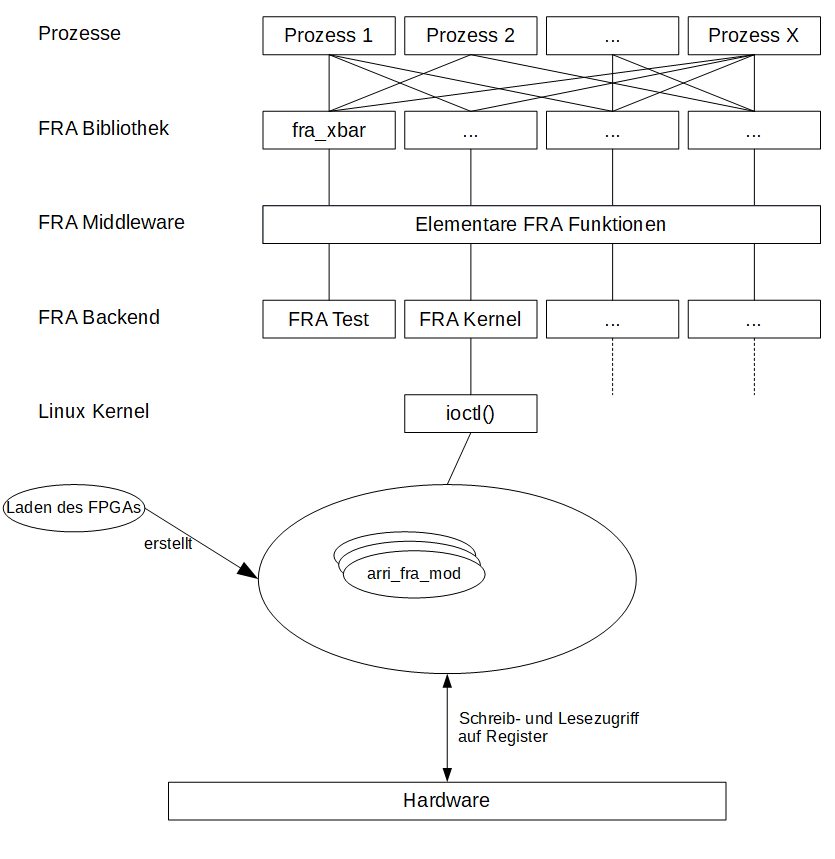 Prozesse
Prozess 1
Prozess 2
...
Prozess X
FRA Bibliothek
fra_xbar
...
...
...
FRA Middleware
Elementare FRA Funktionen
FRA Backend
FRA Test
FRA Kernel
...
...
Linux Kernel
ioctl()
Laden des FPGAs
erstellt
arri_fra_mod
Schreib- und Lesezugriff
auf Register
Hardware